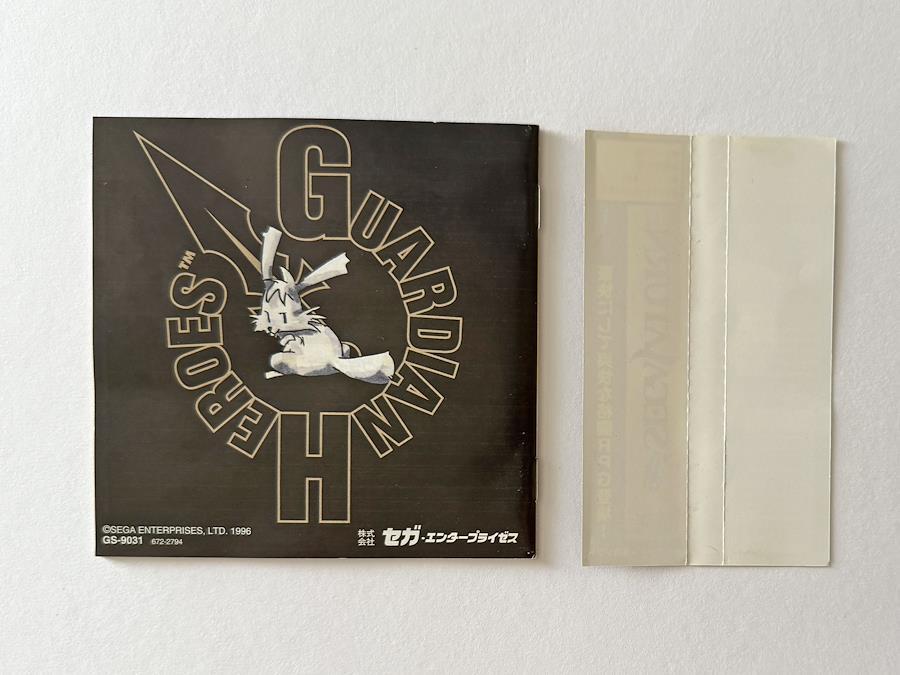 GUARDIAN
HEROES™
©SEGA ENTERPRISES, LTD. 1996
GS-9031 672-2794
株式
会社 セガ・エンタープライゼス